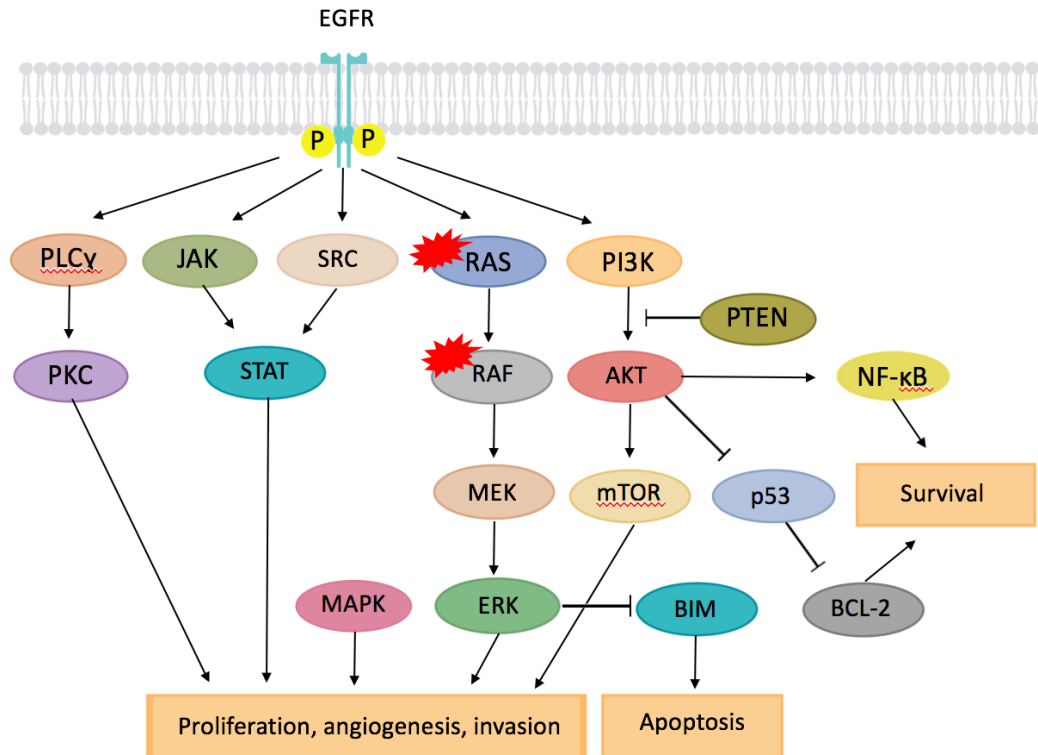 EGFR
P
P
PLCγ
JAK
SRC
RAS
PI3K
PTEN
PKC
STAT
RAF
AKT
NF-κB
MEK
mTOR
p53
Survival
MAPK
ERK
BIM
BCL-2
Proliferation, angiogenesis, invasion
Apoptosis